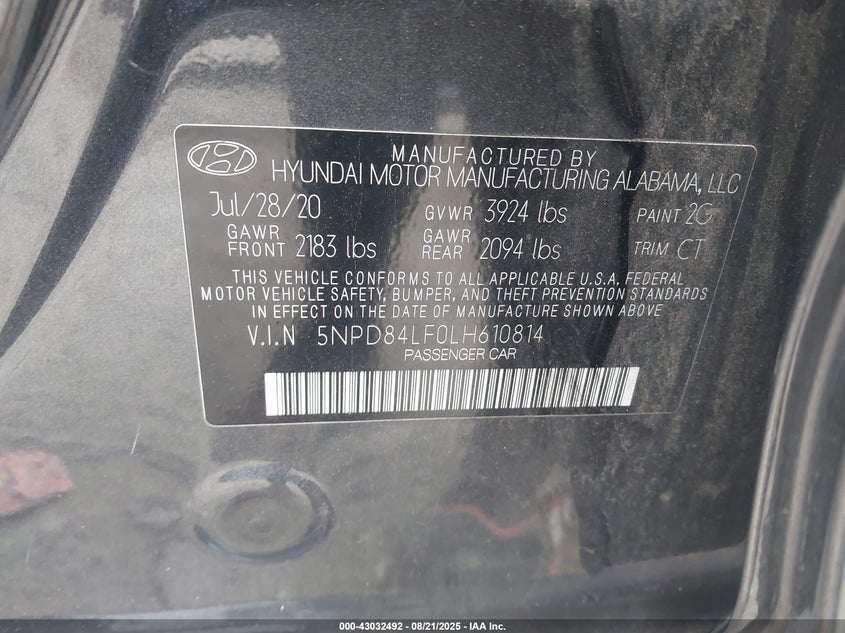 MANUFACTURED BY
HYUNDAI MOTOR MANUFACTURING ALABAMA, LLC
Jul/28/20 GVWR 3924 lbs PAINT 2G
GAWR FRONT 2183 lbs GAWR REAR 2094 lbs TRIM CT
THIS VEHICLE CONFORMS TO ALL APPLICABLE U.S.A. FEDERAL
MOTOR VEHICLE SAFETY, BUMPER, AND THEFT PREVENTION STANDARDS
IN EFFECT ON THE DATE OF MANUFACTURE SHOWN ABOVE
V.I.N 5NPD84LF0LH610814
PASSENGER CAR
000-43032492 - 08/21/2025 - IAA Inc.